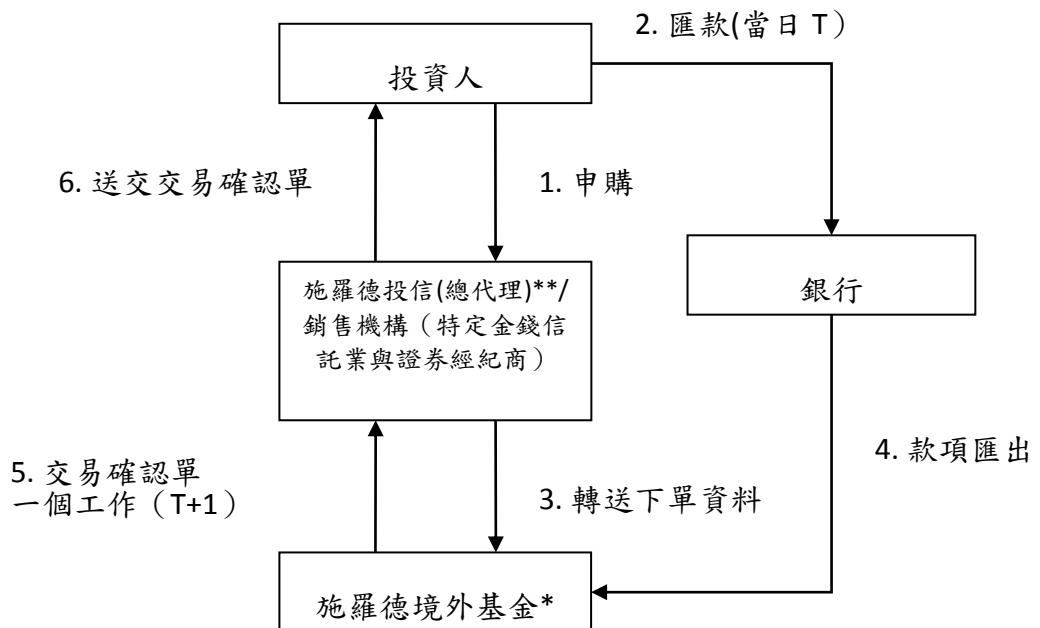 2. 匯款(當日 T）
投資人
6. 送交交易確認單
1. 申購
施羅德投信(總代理)**/
銷售機構（特定金錢信
託業與證券經紀商）
銀行
5. 交易確認單
一個工作（T+1）
3. 轉送下單資料
4. 款項匯出
施羅德境外基金*